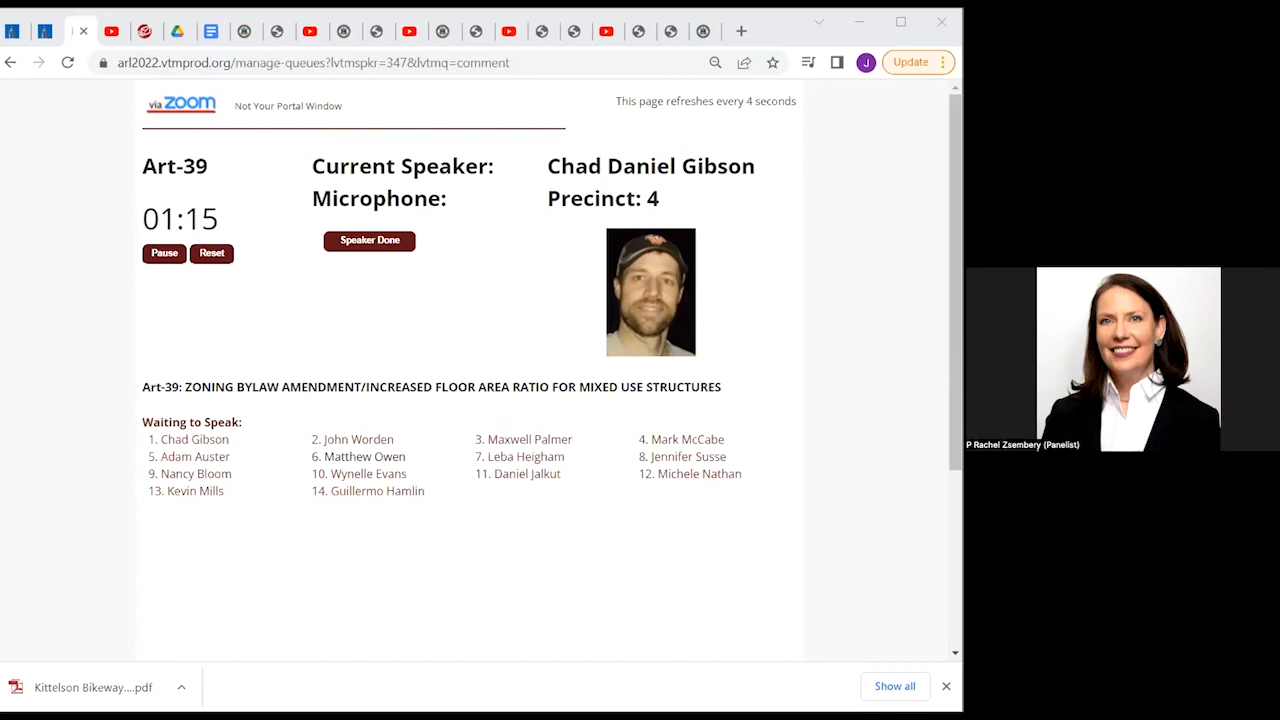 arl2022.vtmprod.org/manage-queues?lvtmspkr=347&lvtmq=comment
J
Update
via zoom
Not Your Portal Window
This page refreshes every 4 seconds
Art-39
Current Speaker:
Chad Daniel Gibson
Microphone:
Precinct: 4
01:15
Pause
Reset
Speaker Done
Art-39: ZONING BYLAW AMENDMENT/INCREASED FLOOR AREA RATIO FOR MIXED USE STRUCTURES
Waiting to Speak:
1. Chad Gibson 2. John Worden 3. Maxwell Palmer 4. Mark McCabe
5. Adam Auster 6. Matthew Owen 7. Leba Heigham 8. Jennifer Susse
9. Nancy Bloom 10. Wynelle Evans 11. Daniel Jalkut 12. Michele Nathan
13. Kevin Mills 14. Guillermo Hamlin
P Rachel Zsembery (Panelist)
Kittelson Bikeway....pdf
Show all